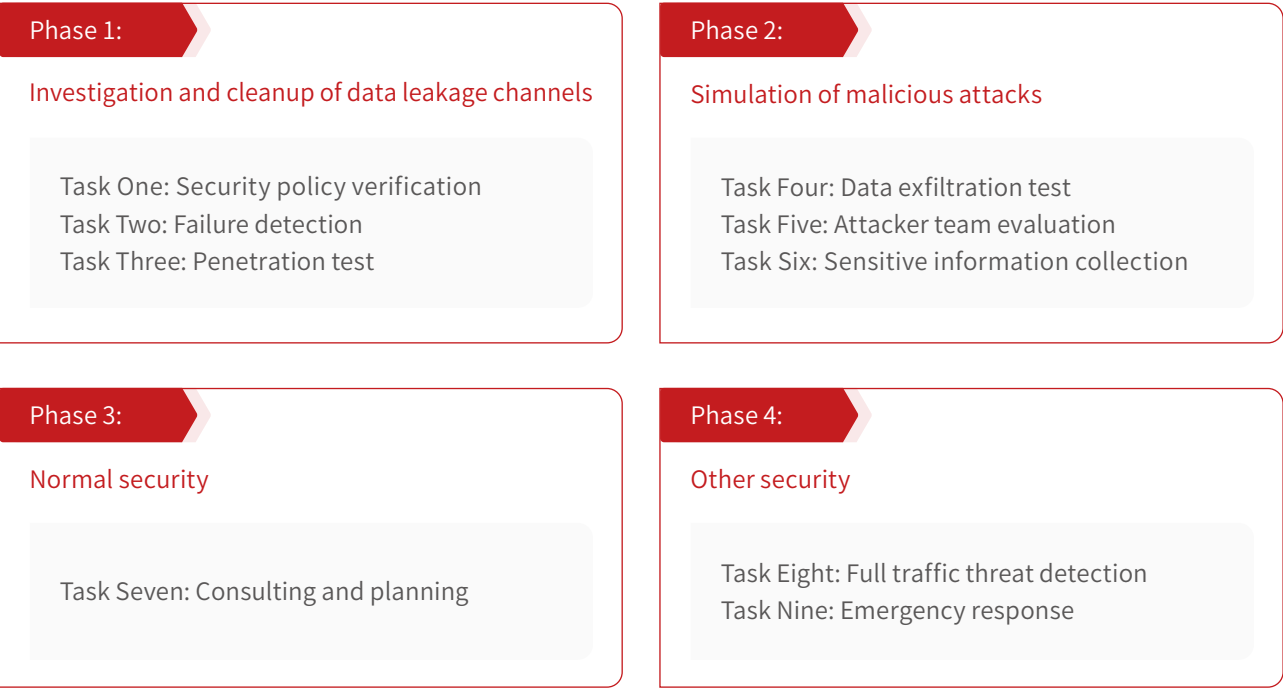 Phase 1:
Investigation and cleanup of data leakage channels
Task One: Security policy verification
Task Two: Failure detection
Task Three: Penetration test
Phase 2:
Simulation of malicious attacks
Task Four: Data exfiltration test
Task Five: Attacker team evaluation
Task Six: Sensitive information collection
Phase 3:
Normal security
Task Seven: Consulting and planning
Phase 4:
Other security
Task Eight: Full traffic threat detection
Task Nine: Emergency response